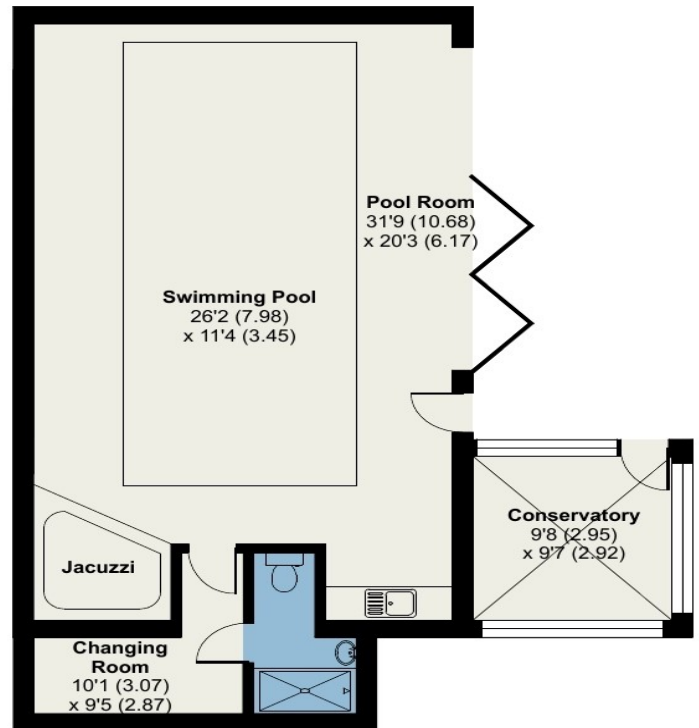 Pool Room
31'9 (10.68)
x 20'3 (6.17)
Swimming Pool
26'2 (7.98)
x 11'4 (3.45)
Conservatory
9'8 (2.95)
x 9'7 (2.92)
Jacuzzi
Changing
Room
10'1 (3.07)
x 9'5 (2.87)